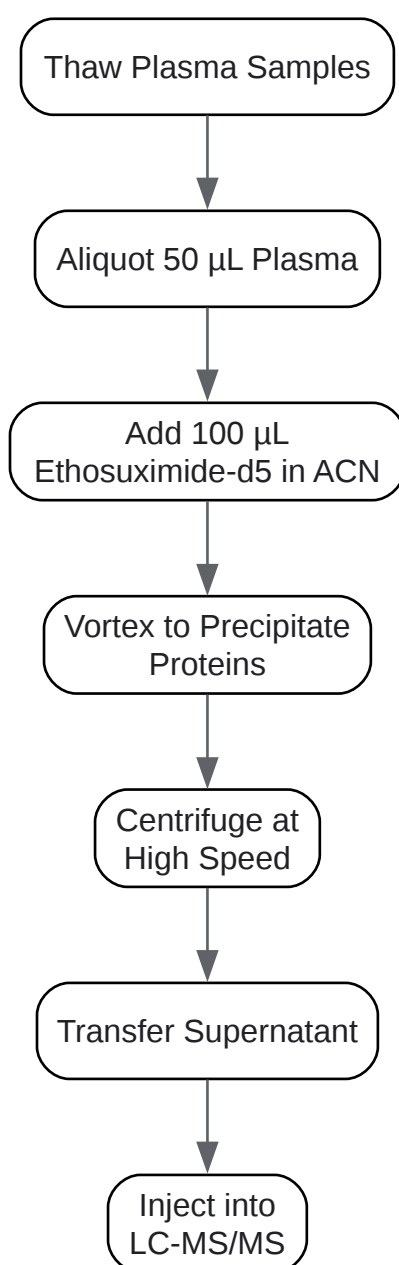 Thaw Plasma Samples
Aliquot 50 µL Plasma
Add 100 µL
Ethosuximide-d5 in ACN
Vortex to Precipitate
Proteins
Centrifuge at
High Speed
Transfer Supernatant
Inject into
LC-MS/MS